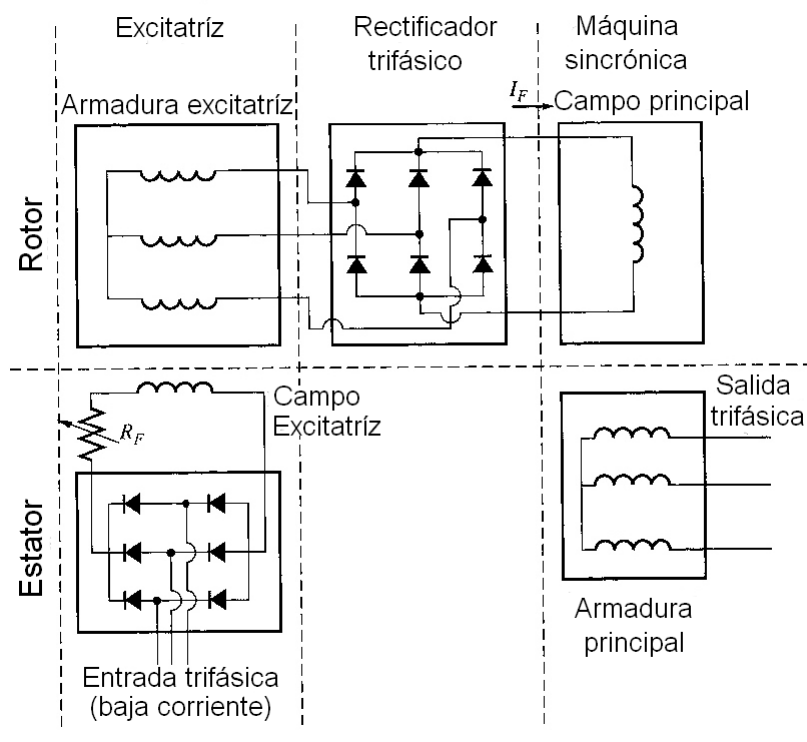 Excitatríz
Rectificador
trifásico
Máquina
sincrónica
Armadura excitatríz
I_F
Campo principal
Rotor
Campo
Excitatríz
R_F
Salida
trifásica
Estator
Armadura
principal
Entrada trifásica
(baja corriente)